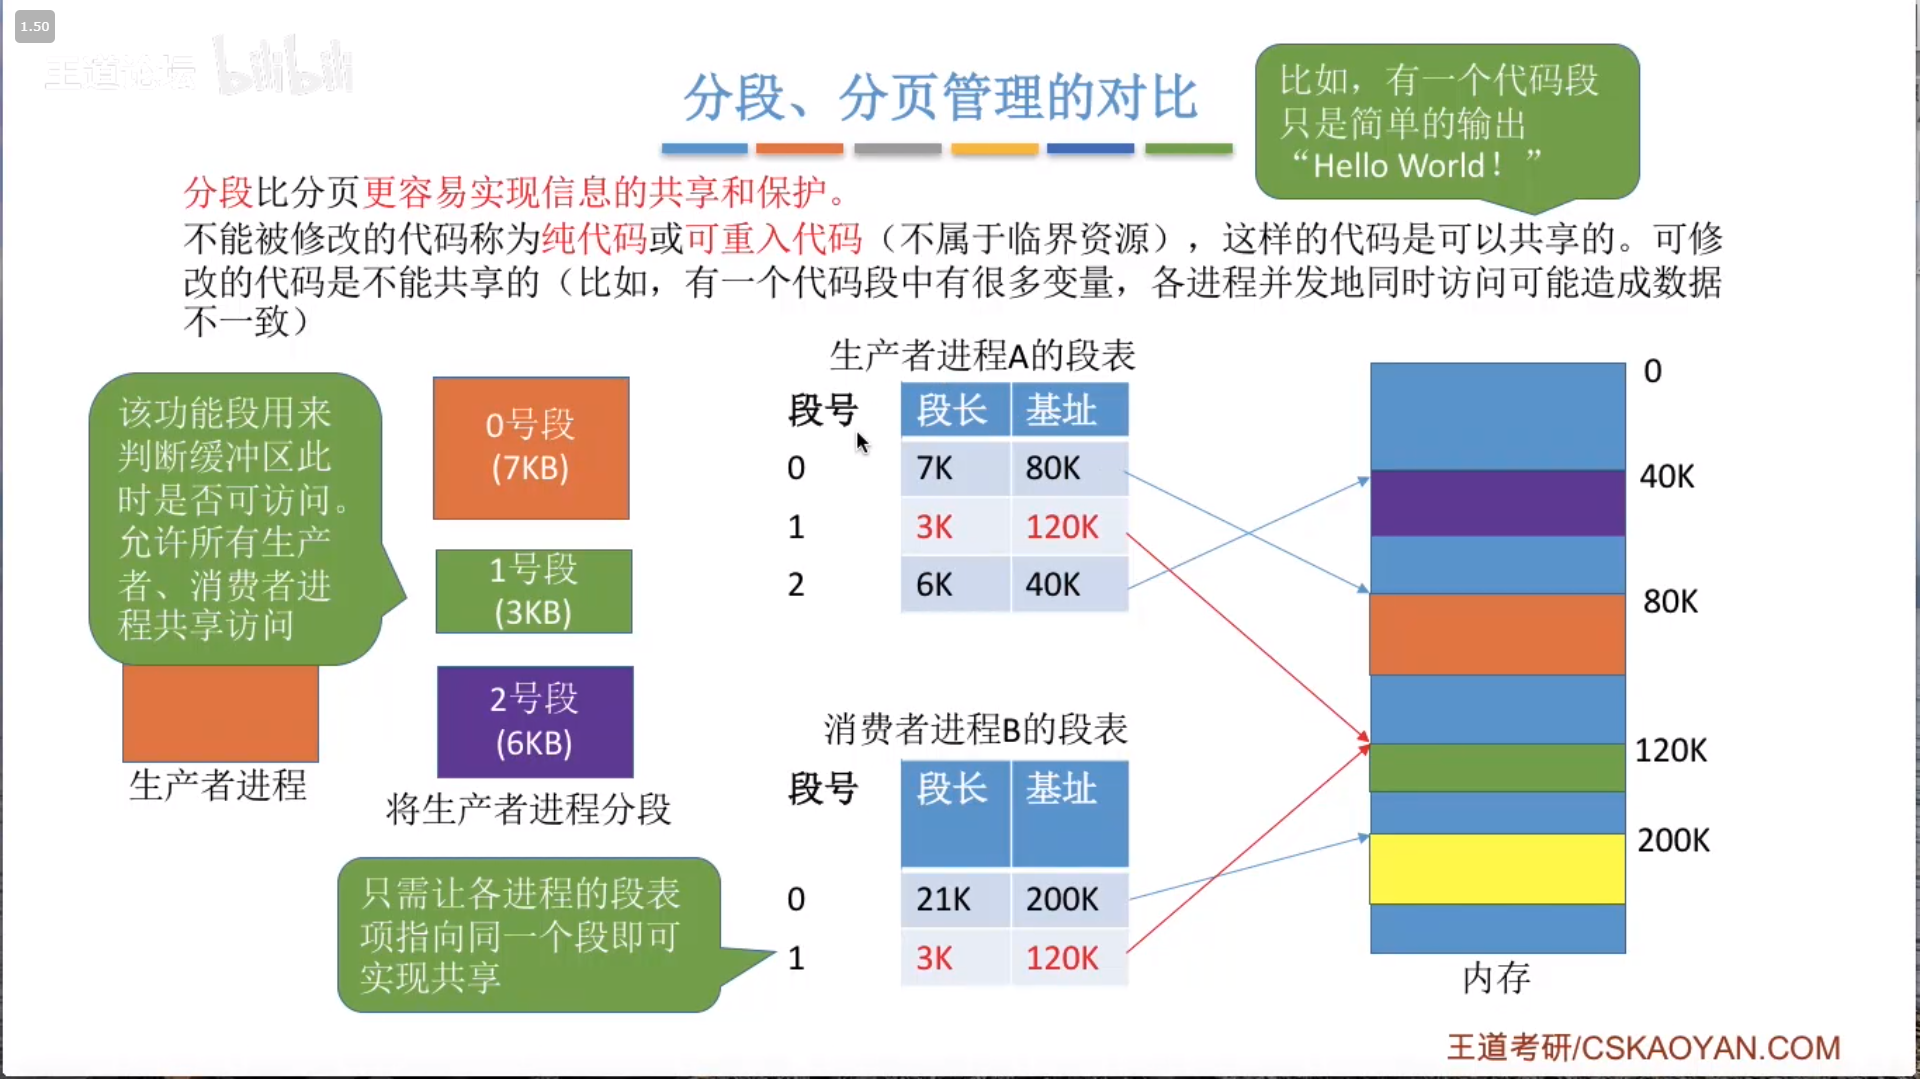 1.50
王道论坛 bilibili
分段、分页管理的对比
比如，有一个代码段
只是简单的输出
“Hello World！”
分段比分页更容易实现信息的共享和保护。
不能被修改的代码称为纯代码或可重入代码（不属于临界资源），这样的代码是可以共享的。可修
改的代码是不能共享的（比如，有一个代码段中有很多变量，各进程并发地同时访问可能造成数据
不一致）
该功能段用来
判断缓冲区此
时是否可访问。
允许所有生产
者、消费者进
程共享访问
生产者进程
0号段
(7KB)
1号段
(3KB)
2号段
(6KB)
将生产者进程分段
只需让各进程的段表
项指向同一个段即可
实现共享
生产者进程A的段表
段号 段长 基址
0 7K 80K
1 3K 120K
2 6K 40K
消费者进程B的段表
段号 段长 基址
0 21K 200K
1 3K 120K
0
40K
80K
120K
200K
内存
王道考研/CSKAOYAN.COM